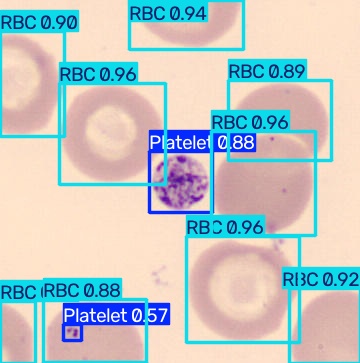 RBC 0.94
RBC 0.90
RBC 0.96
RBC 0.89
RBC 0.96
Platelet 0.88
RBC 0.96
RBC 0.92
RBC
RBC 0.88
Platelet 0.57